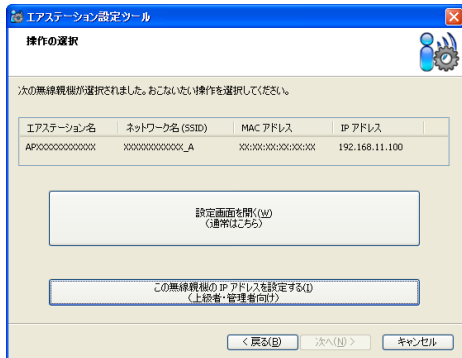 エアステーション設定ツール
操作の選択
次の無線親機が選択されました。おこないたい操作を選択してください。
エアステーション名 ネットワーク名(SSID) MAC アドレス IP アドレス
APXXXXXXXXXXXX XXXXXXXXXXXX_A XX:XX:XX:XX:XX:XX 192.168.11.100
設定画面を開く(W)
(通常はこちら)
この無線親機の IP アドレスを設定する(I)
(上級者・管理者向け)
< 戻る(B) 次へ(N) > キャンセル